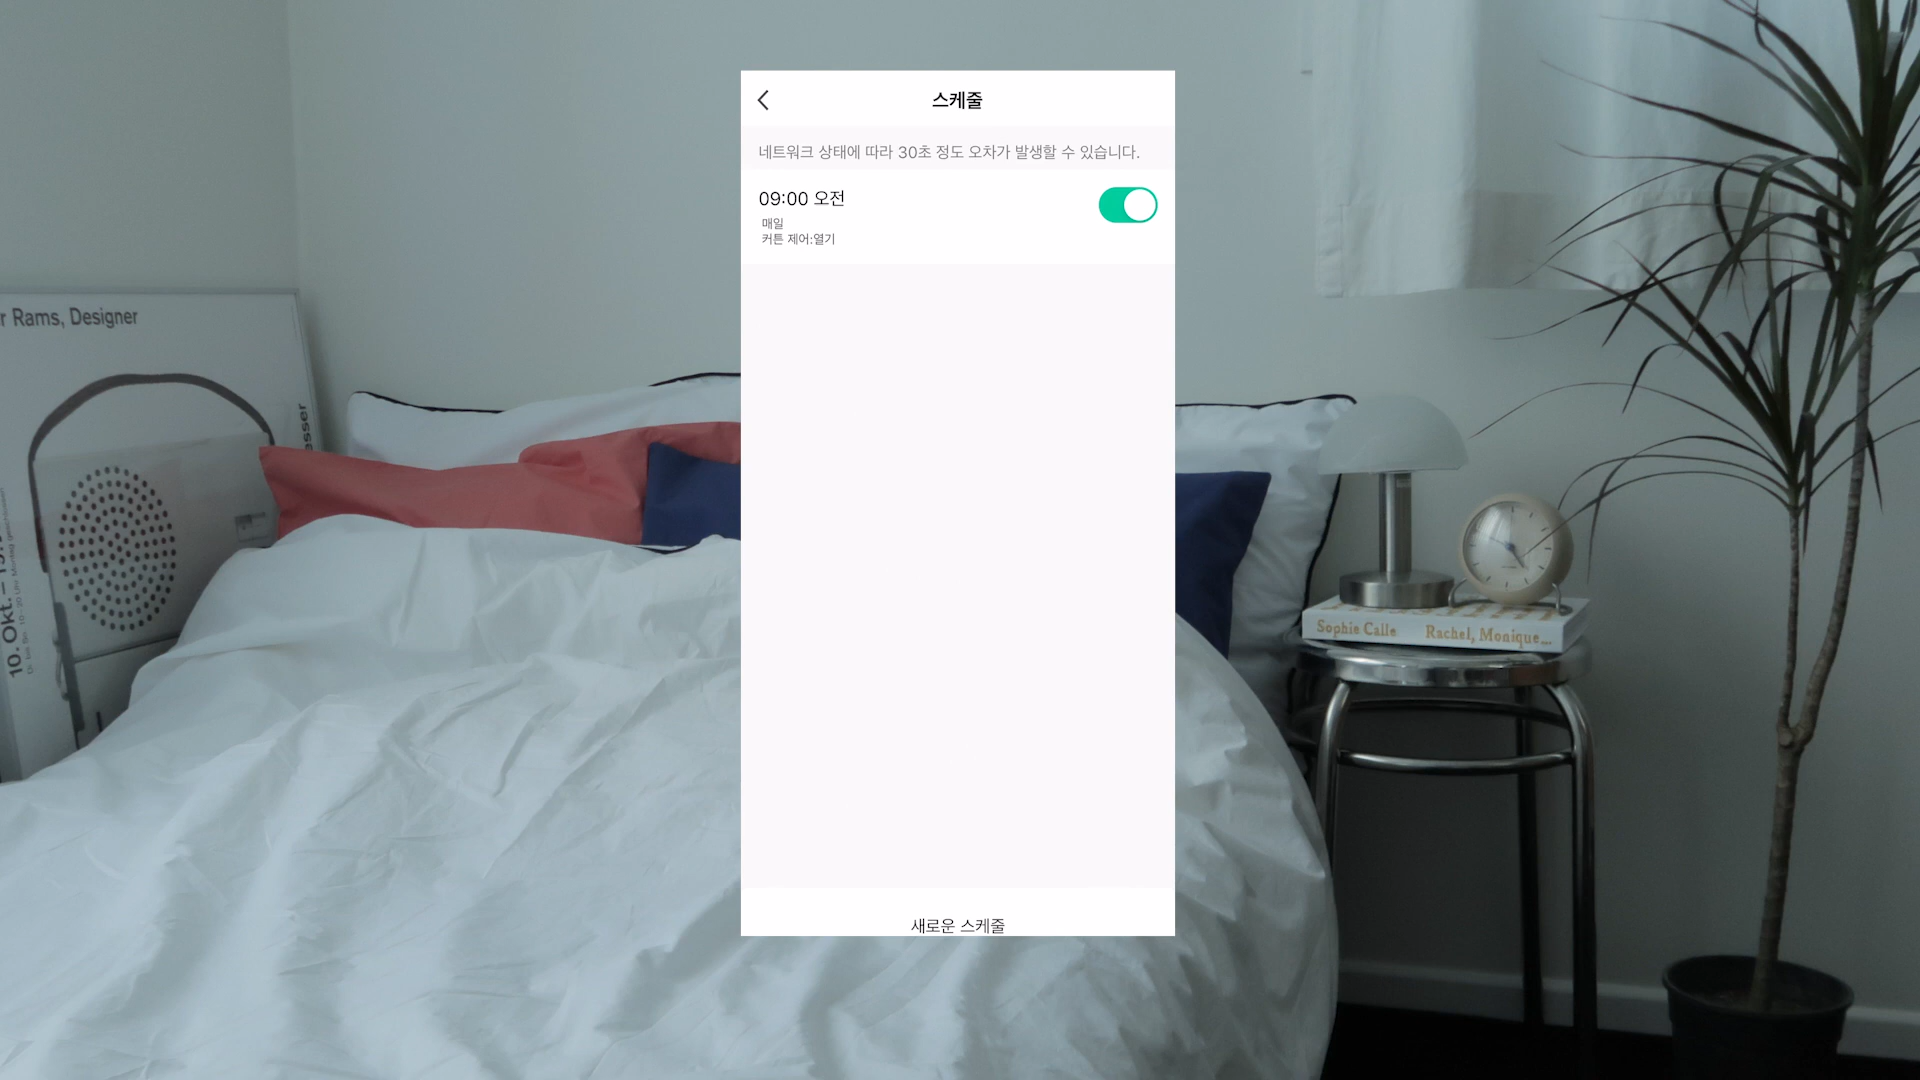 스케줄
네트워크 상태에 따라 30초 정도 오차가 발생할 수 있습니다.
09:00 오전
매일
커튼 제어:열기
새로운 스케줄
r Rams, Designer
esser
10. Okt. – 
Sophie Calle Rachel, Monique...